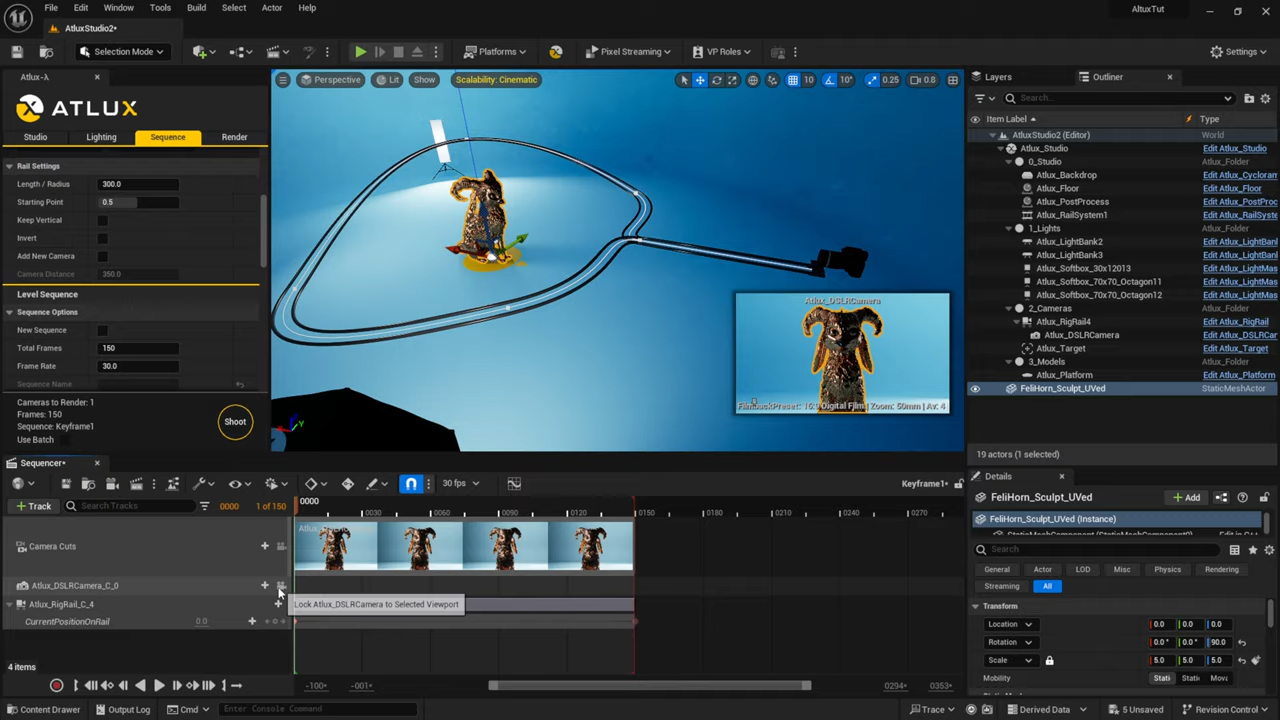 File Edit Window Tools Build Select Actor Help
AtluxStudio2*
AtluxTut
Selection Mode
Platforms
Pixel Streaming
VP Roles
Settings
Atlux-λ
Perspective
Lit
Show
Scalability: Cinematic
10
10°
0.25
0.8
Layers
Outliner
ATLUX
Search...
Studio
Lighting
Sequence
Render
Item Label
Type
AtluxStudio2 (Editor)
World
Atlux_Studio
Edit Atlux_Studio
0_Studio
Atlux_Folder
Atlux_Backdrop
Edit Atlux_Cycloran
Atlux_Floor
Edit Atlux_Floor
Atlux_PostProcess
Edit Atlux_PostProc
Atlux_RailSystem1
Edit Atlux_RailSyste
1_Lights
Atlux_Folder
Atlux_LightBank2
Edit Atlux_LightBan
Atlux_LightBank3
Edit Atlux_LightBan
Atlux_Softbox_30x12013
Edit Atlux_LightMas
Atlux_Softbox_70x70_Octagon11
Edit Atlux_LightMas
Atlux_Softbox_70x70_Octagon12
Edit Atlux_LightMas
2_Cameras
Atlux_Folder
Atlux_RigRail4
Edit Atlux_RigRail
Atlux_DSLRCamera
Edit Atlux_DSLRCar
Atlux_Target
Edit Atlux_Target
3_Models
Atlux_Folder
Atlux_Platform
Edit Atlux_Platform
FeliHorn_Sculpt_UVed
StaticMeshActor
19 actors (1 selected)
Rail Settings
Length / Radius
300.0
Starting Point
0.5
Keep Vertical
Invert
Add New Camera
Camera Distance
350.0
Level Sequence
Sequence Options
New Sequence
Total Frames
150
Frame Rate
30.0
Sequence Name
Cameras to Render: 1
Frames: 150
Sequence: Keyframe1
Use Batch
Shoot
Atlux_DSLRCamera
FilmbackPreset: 16:9 Digital Film | Zoom: 50mm | Av: 4
Sequencer*
30 fps
Keyframe1*
Track
Search Tracks
0000
1 of 150
0000
0030
0060
0090
0120
0150
0180
0210
0240
0270
Camera Cuts
Atlux_DSLRCamera_C_0
Lock Atlux_DSLRCamera to Selected Viewport
Atlux_RigRail_C_4
CurrentPositionOnRail
0.0
4 items
-100*
-001*
0294+
0353+
Details
FeliHorn_Sculpt_UVed
Add
FeliHorn_Sculpt_UVed (Instance)
Search
General
Actor
LOD
Misc
Physics
Rendering
Streaming
All
Transform
Location
0.0
0.0
0.0
Rotation
0.0°
0.0°
90.0
Scale
5.0
5.0
5.0
Mobility
Stati
Static
Mova
Content Drawer
Output Log
Cmd
Enter Console Command
Trace
Derived Data
5 Unsaved
Revision Control